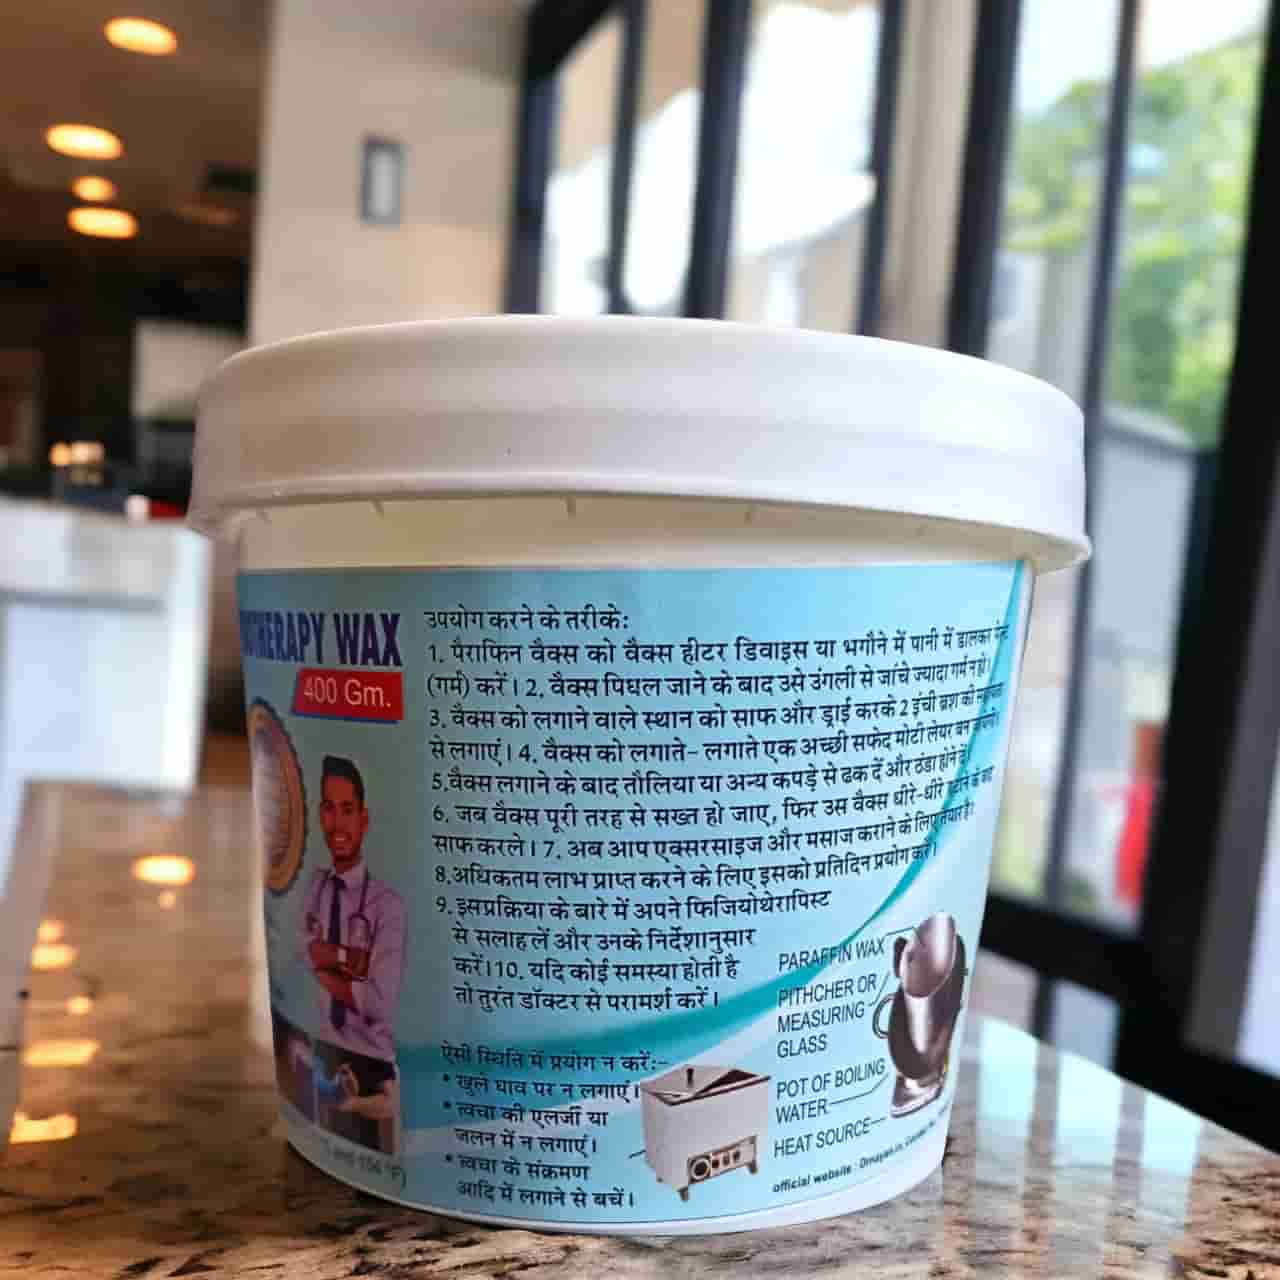 THERAPY WAX
400 Gm.
उपयोग करने के तरीके:
1. पैराफिन वैक्स को वैक्स हीटर डिवाइस या भगौने में पानी में डालकर
(गर्म) करें। 2. वैक्स पिघल जाने के बाद उसे उंगली से जांचे ज्यादा गर्म न हो।
3. वैक्स को लगाने वाले स्थान को साफ और ड्राई करके 2 इंची ब्रश की
से लगाएं। 4. वैक्स को लगाते- लगाते एक अच्छी सफेद मोटी लेयर बन
5.वैक्स लगाने के बाद तौलिया या अन्य कपड़े से ढक दें और ठंडा होने दें।
6. जब वैक्स पूरी तरह से सख्त हो जाए, फिर उस वैक्स धीरे-धीरे के बाद
साफ करले। 7. अब आप एक्सरसाइज और मसाज कराने के लिए तैयार है।
8.अधिकतम लाभ प्राप्त करने के लिए इसको प्रतिदिन प्रयोग करें।
9. इस प्रक्रिया के बारे में अपने फिजियोथेरापिस्ट
से सलाह लें और उनके निर्देशानुसार
करें।10. यदि कोई समस्या होती है
तो तुरंत डॉक्टर से परामर्श करें।
ऐसी स्थिति में प्रयोग न करें:-
* खुले घाव पर न लगाएं।
* त्वचा की एलर्जी या
जलन में न लगाएं।
* त्वचा के संक्रमण
आदि में लगाने से बचें।
PARAFFIN WAX
PITHCHER OR
MEASURING
GLASS
POT OF BOILING
WATER
HEAT SOURCE
official website -